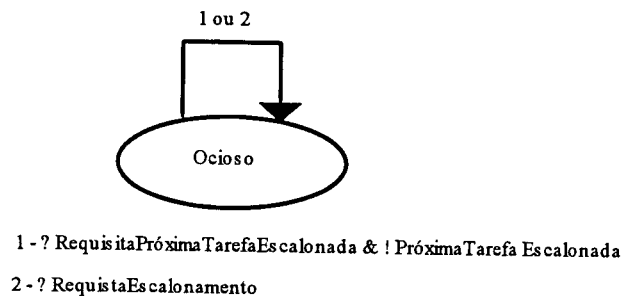 1 ou 2
Ocioso
1 - ? RequisitaPróximaTarefaEscalonada & ! PróximaTarefa Escalonada
2 - ? RequistaEscalonamento